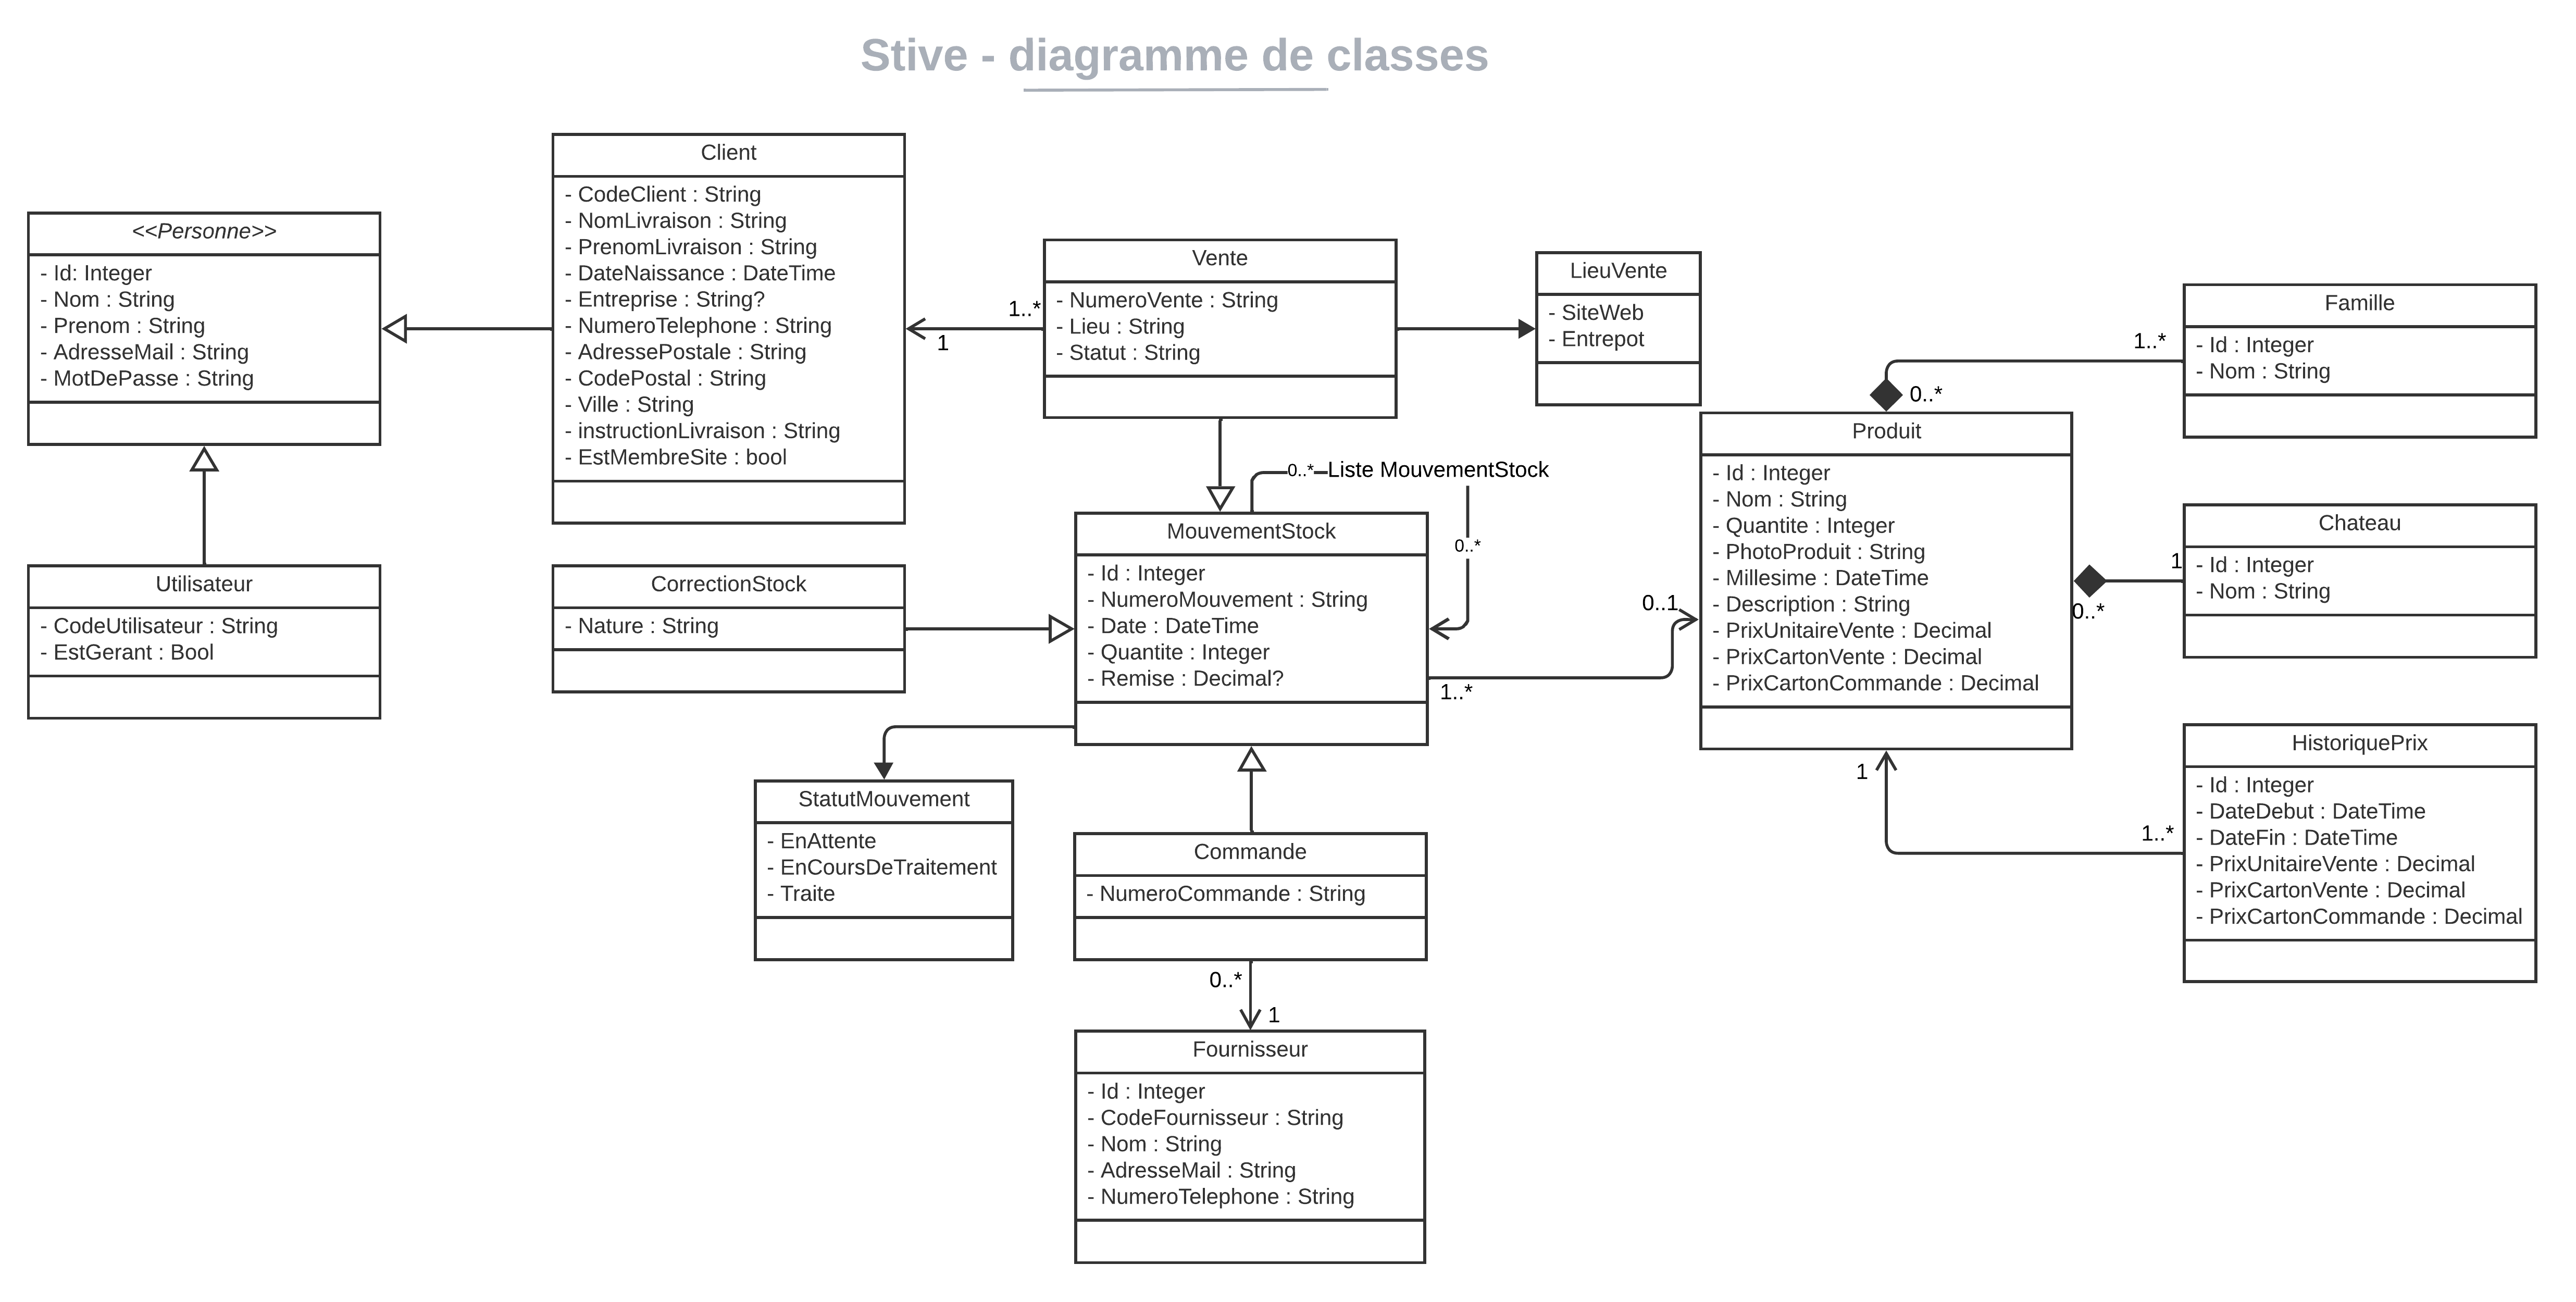 Stive - diagramme de classes
<<Personne>>
- Id: Integer
- Nom : String
- Prenom : String
- AdresseMail : String
- MotDePasse : String
Utilisateur
- CodeUtilisateur : String
- EstGerant : Bool
Client
- CodeClient : String
- NomLivraison : String
- PrenomLivraison : String
- DateNaissance : DateTime
- Entreprise : String?
- NumeroTelephone : String
- AdressePostale : String
- CodePostal : String
- Ville : String
- instructionLivraison : String
- EstMembreSite : bool
1..*
1
Vente
- NumeroVente : String
- Lieu : String
- Statut : String
LieuVente
- SiteWeb
- Entrepot
CorrectionStock
- Nature : String
0..*
Liste MouvementStock
0..*
MouvementStock
- Id : Integer
- NumeroMouvement : String
- Date : DateTime
- Quantite : Integer
- Remise : Decimal?
1..*
0..1
StatutMouvement
- EnAttente
- EnCoursDeTraitement
- Traite
Commande
- NumeroCommande : String
0..*
1
Fournisseur
- Id : Integer
- CodeFournisseur : String
- Nom : String
- AdresseMail : String
- NumeroTelephone : String
Produit
- Id : Integer
- Nom : String
- Quantite : Integer
- PhotoProduit : String
- Millesime : DateTime
- Description : String
- PrixUnitaireVente : Decimal
- PrixCartonVente : Decimal
- PrixCartonCommande : Decimal
1..*
0..*
Famille
- Id : Integer
- Nom : String
1
0..*
Chateau
- Id : Integer
- Nom : String
1
1..*
HistoriquePrix
- Id : Integer
- DateDebut : DateTime
- DateFin : DateTime
- PrixUnitaireVente : Decimal
- PrixCartonVente : Decimal
- PrixCartonCommande : Decimal